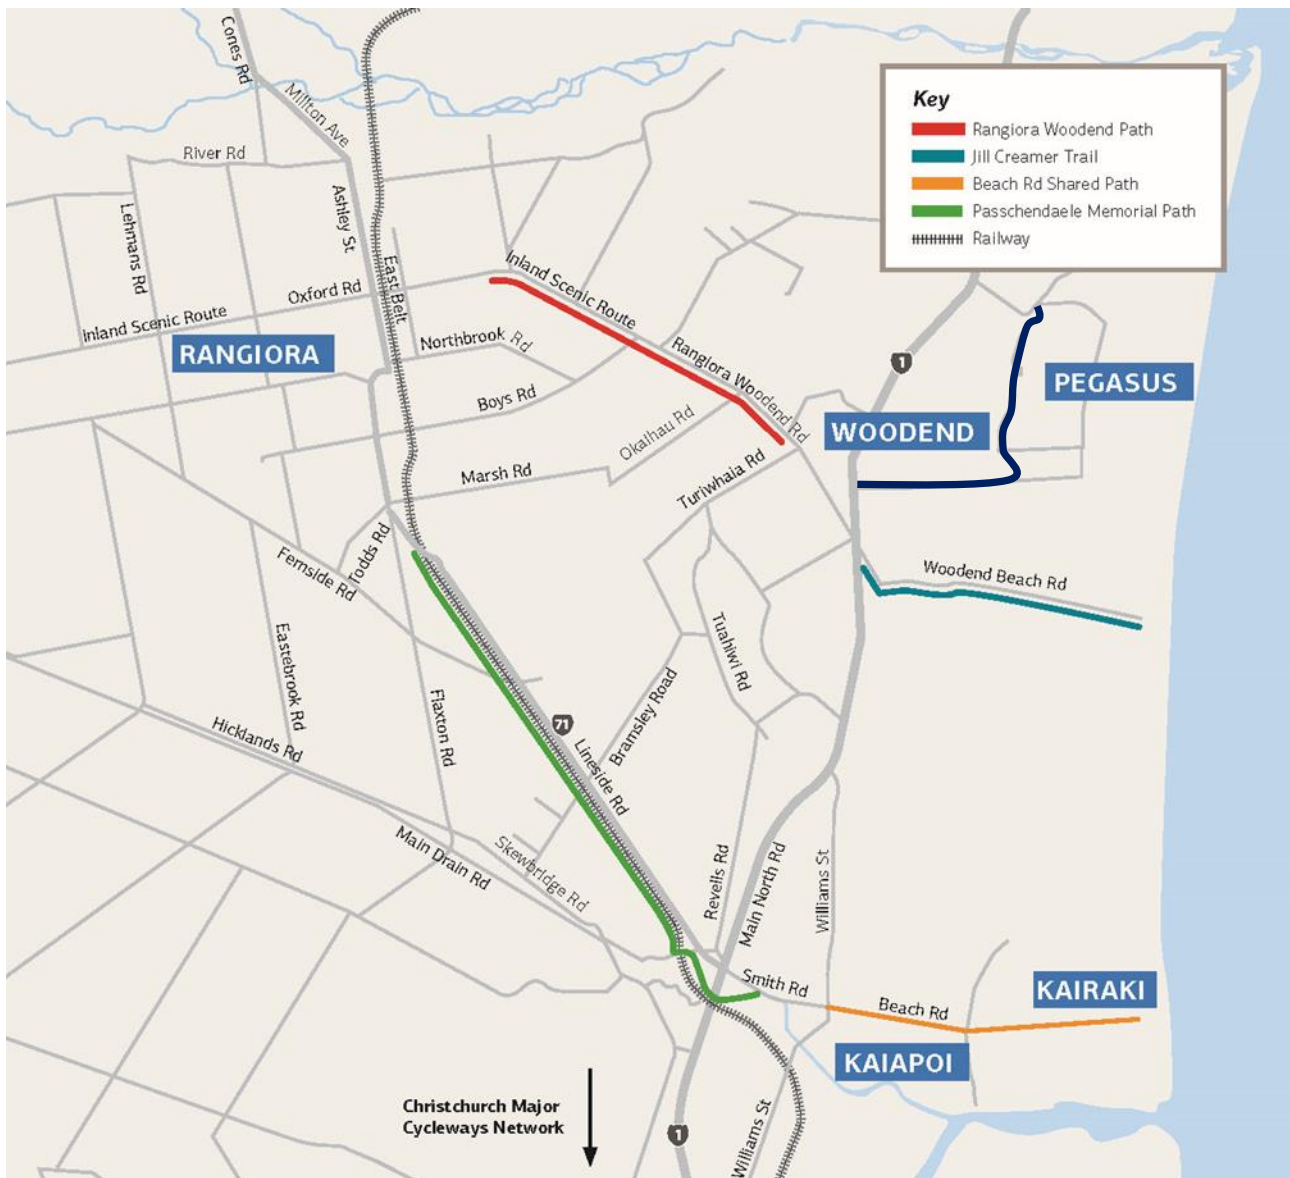 Cones Rd
Millton Ave
River Rd
Ashley St
Lehmans Rd
East Belt
Oxford Rd
Inland Scenic Route
Inland Scenic Route
RANGIORA
Northbrook Rd
Boys Rd
Rangiora Woodend Rd
Okaihau Rd
Marsh Rd
Turiwhaia Rd
Key
Rangiora Woodend Path
Jill Creamer Trail
Beach Rd Shared Path
Passchendaele Memorial Path
Railway
1
PEGASUS
WOODEND
Woodend Beach Rd
Todds Rd
Fernside Rd
Eastebrook Rd
Flaxton Rd
Hicklands Rd
71
Lineside Rd
Bramsley Road
Tuahiwi Rd
Main Drain Rd
Skewbridge Rd
Revells Rd
Main North Rd
Williams St
Smith Rd
Beach Rd
KAIRAKI
KAIAPOI
Christchurch Major
Cycleways Network
1
Williams St